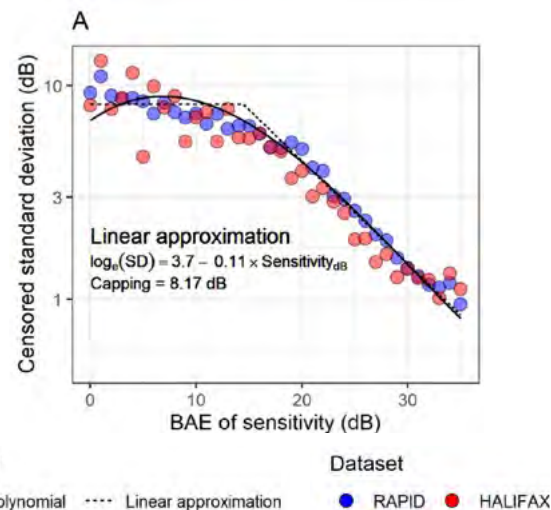 A
Censored standard deviation (dB)
10
3
1
Linear approximation
logₑ(SD) = 3.7 − 0.11 × Sensitivity_dB
Capping = 8.17 dB
0
10
20
30
BAE of sensitivity (dB)
Dataset
olynomial
Linear approximation
RAPID
HALIFAX